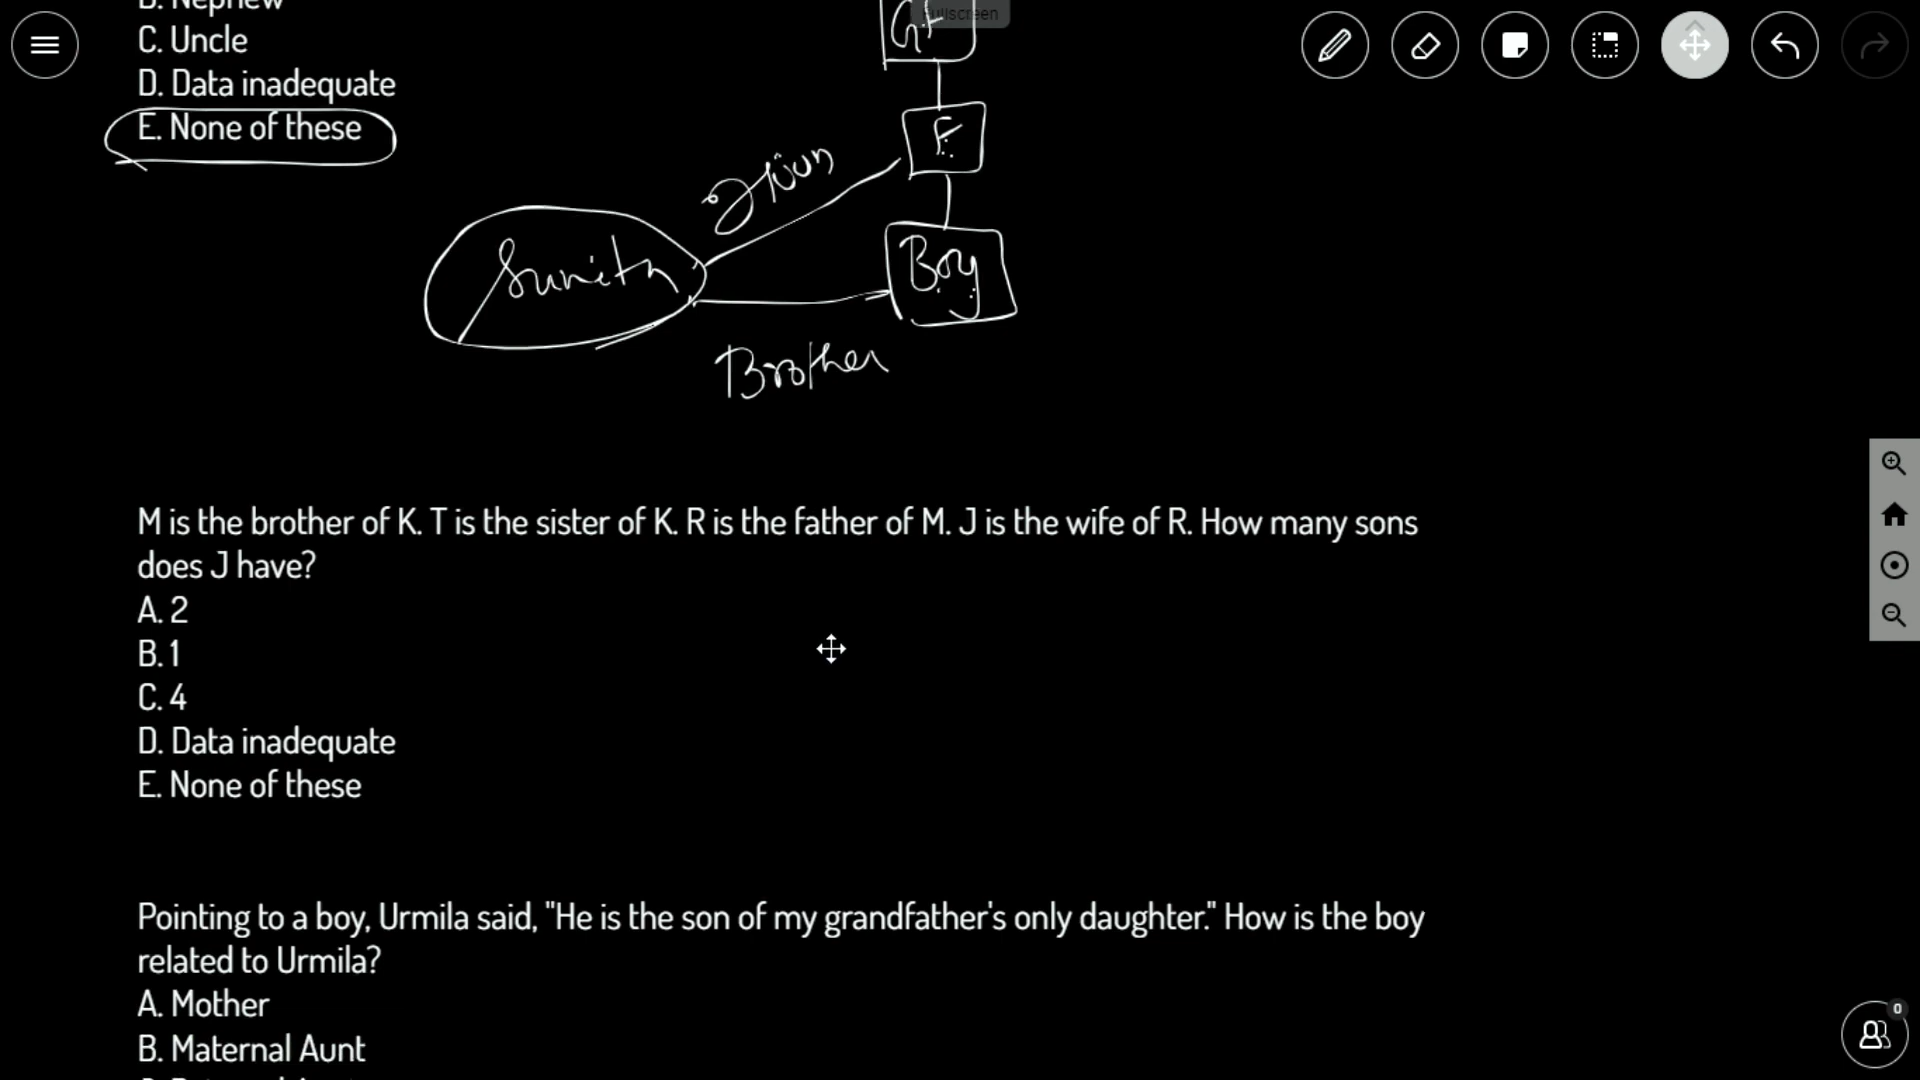 B. Nephew
C. Uncle
D. Data inadequate
E. None of these
G.F
Fullscreen
F
Boy
Brother
M is the brother of K. T is the sister of K. R is the father of M. J is the wife of R. How many sons
does J have?
A. 2
B. 1
C. 4
D. Data inadequate
E. None of these
Pointing to a boy, Urmila said, "He is the son of my grandfather's only daughter." How is the boy
related to Urmila?
A. Mother
B. Maternal Aunt
0